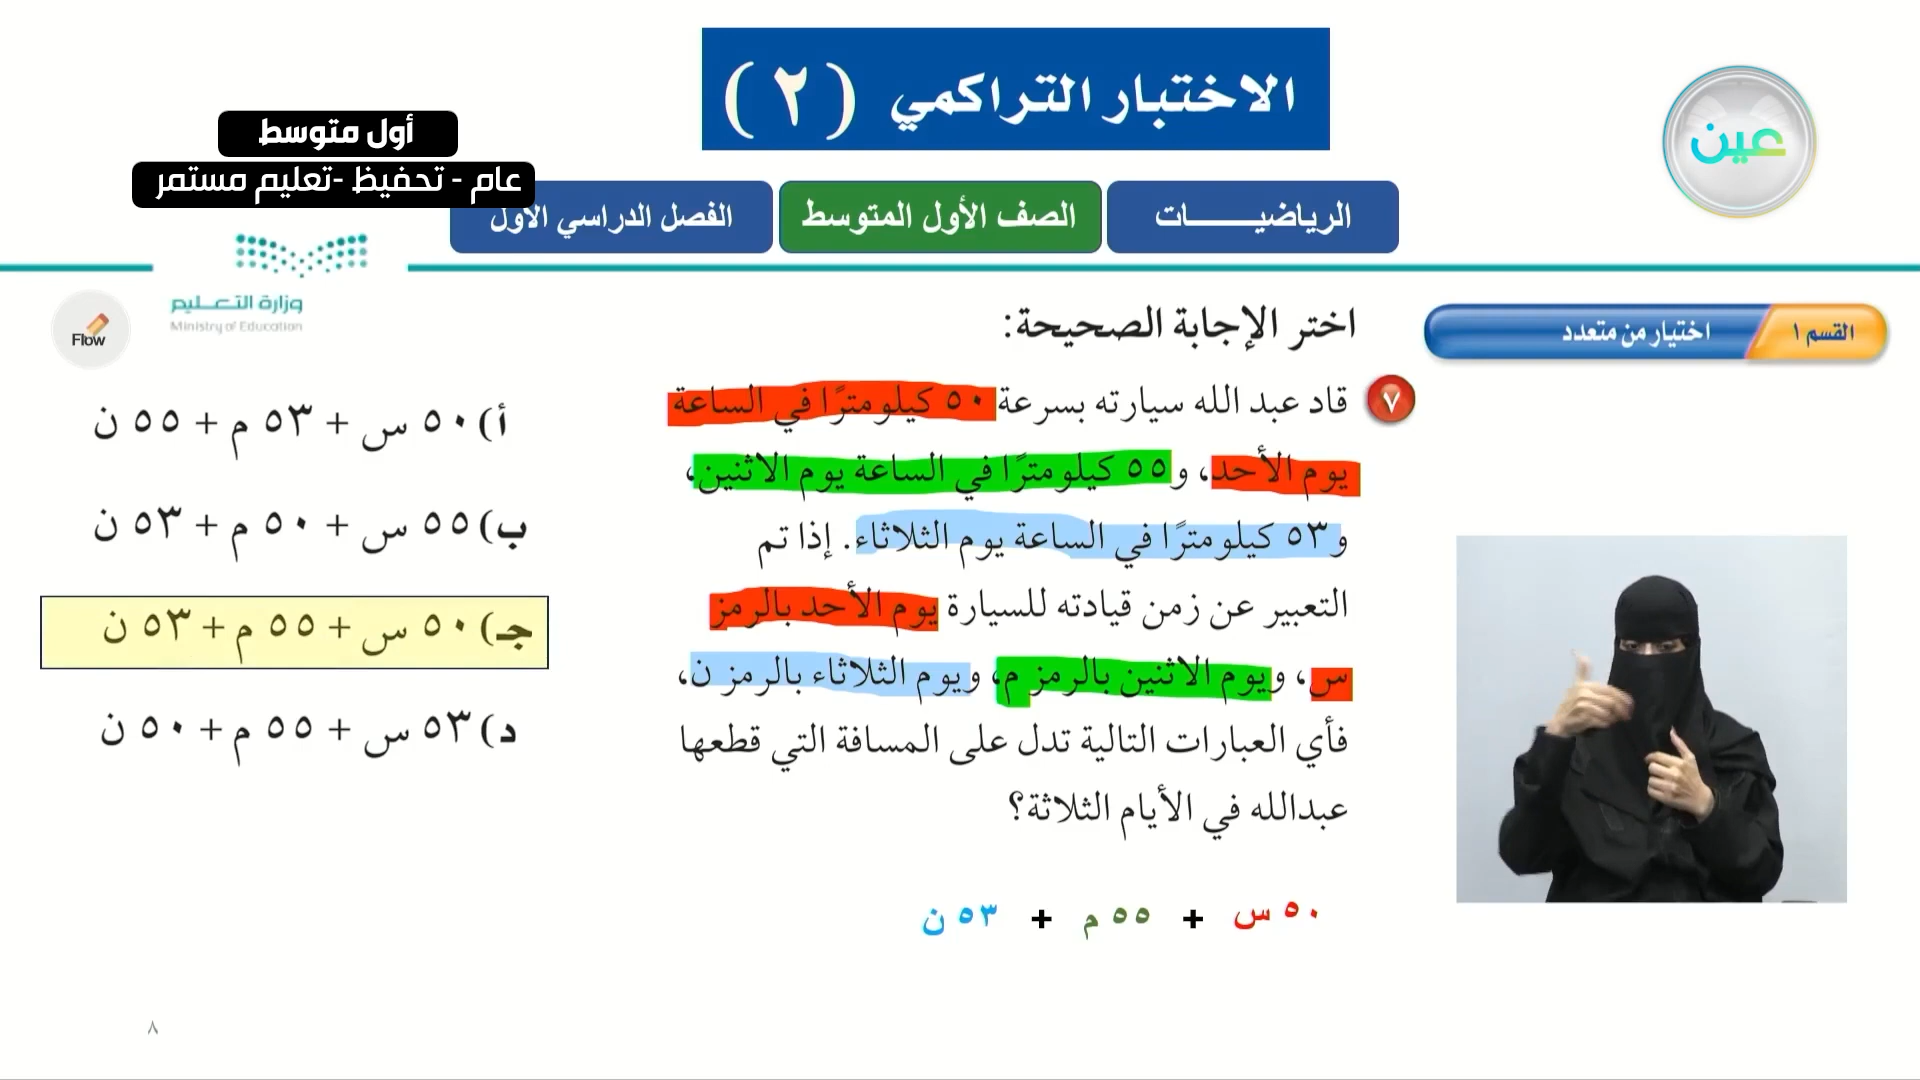 الاختبار التراكمي (٢)
عين
أول متوسط
عام - تحفيظ -تعليم مستمر
الرياضيـــــــــات
الصف الأول المتوسط
الفصل الدراسي الأول
وزارة التعـــليم
Ministry of Education
Flow
القسم ١
اختيار من متعدد
اختر الإجابة الصحيحة:
٧ قاد عبد الله سيارته بسرعة ٥٠ كيلومترًا في الساعة
يوم الأحد، و ٥٥ كيلومترًا في الساعة يوم الاثنين،
و٥٣ كيلومترًا في الساعة يوم الثلاثاء. إذا تم
التعبير عن زمن قيادته للسيارة يوم الأحد بالرمز
س، ويوم الاثنين بالرمز م، ويوم الثلاثاء بالرمز ن،
فأي العبارات التالية تدل على المسافة التي قطعها
عبدالله في الأيام الثلاثة؟
٥٠ س + ٥٥ م + ٥٣ ن
أ) ٥٠ س + ٥٣ م + ٥٥ ن
ب) ٥٥ س + ٥٠ م + ٥٣ ن
جـ) ٥٠ س + ٥٥ م + ٥٣ ن
د) ٥٣ س + ٥٥ م + ٥٠ ن
٨